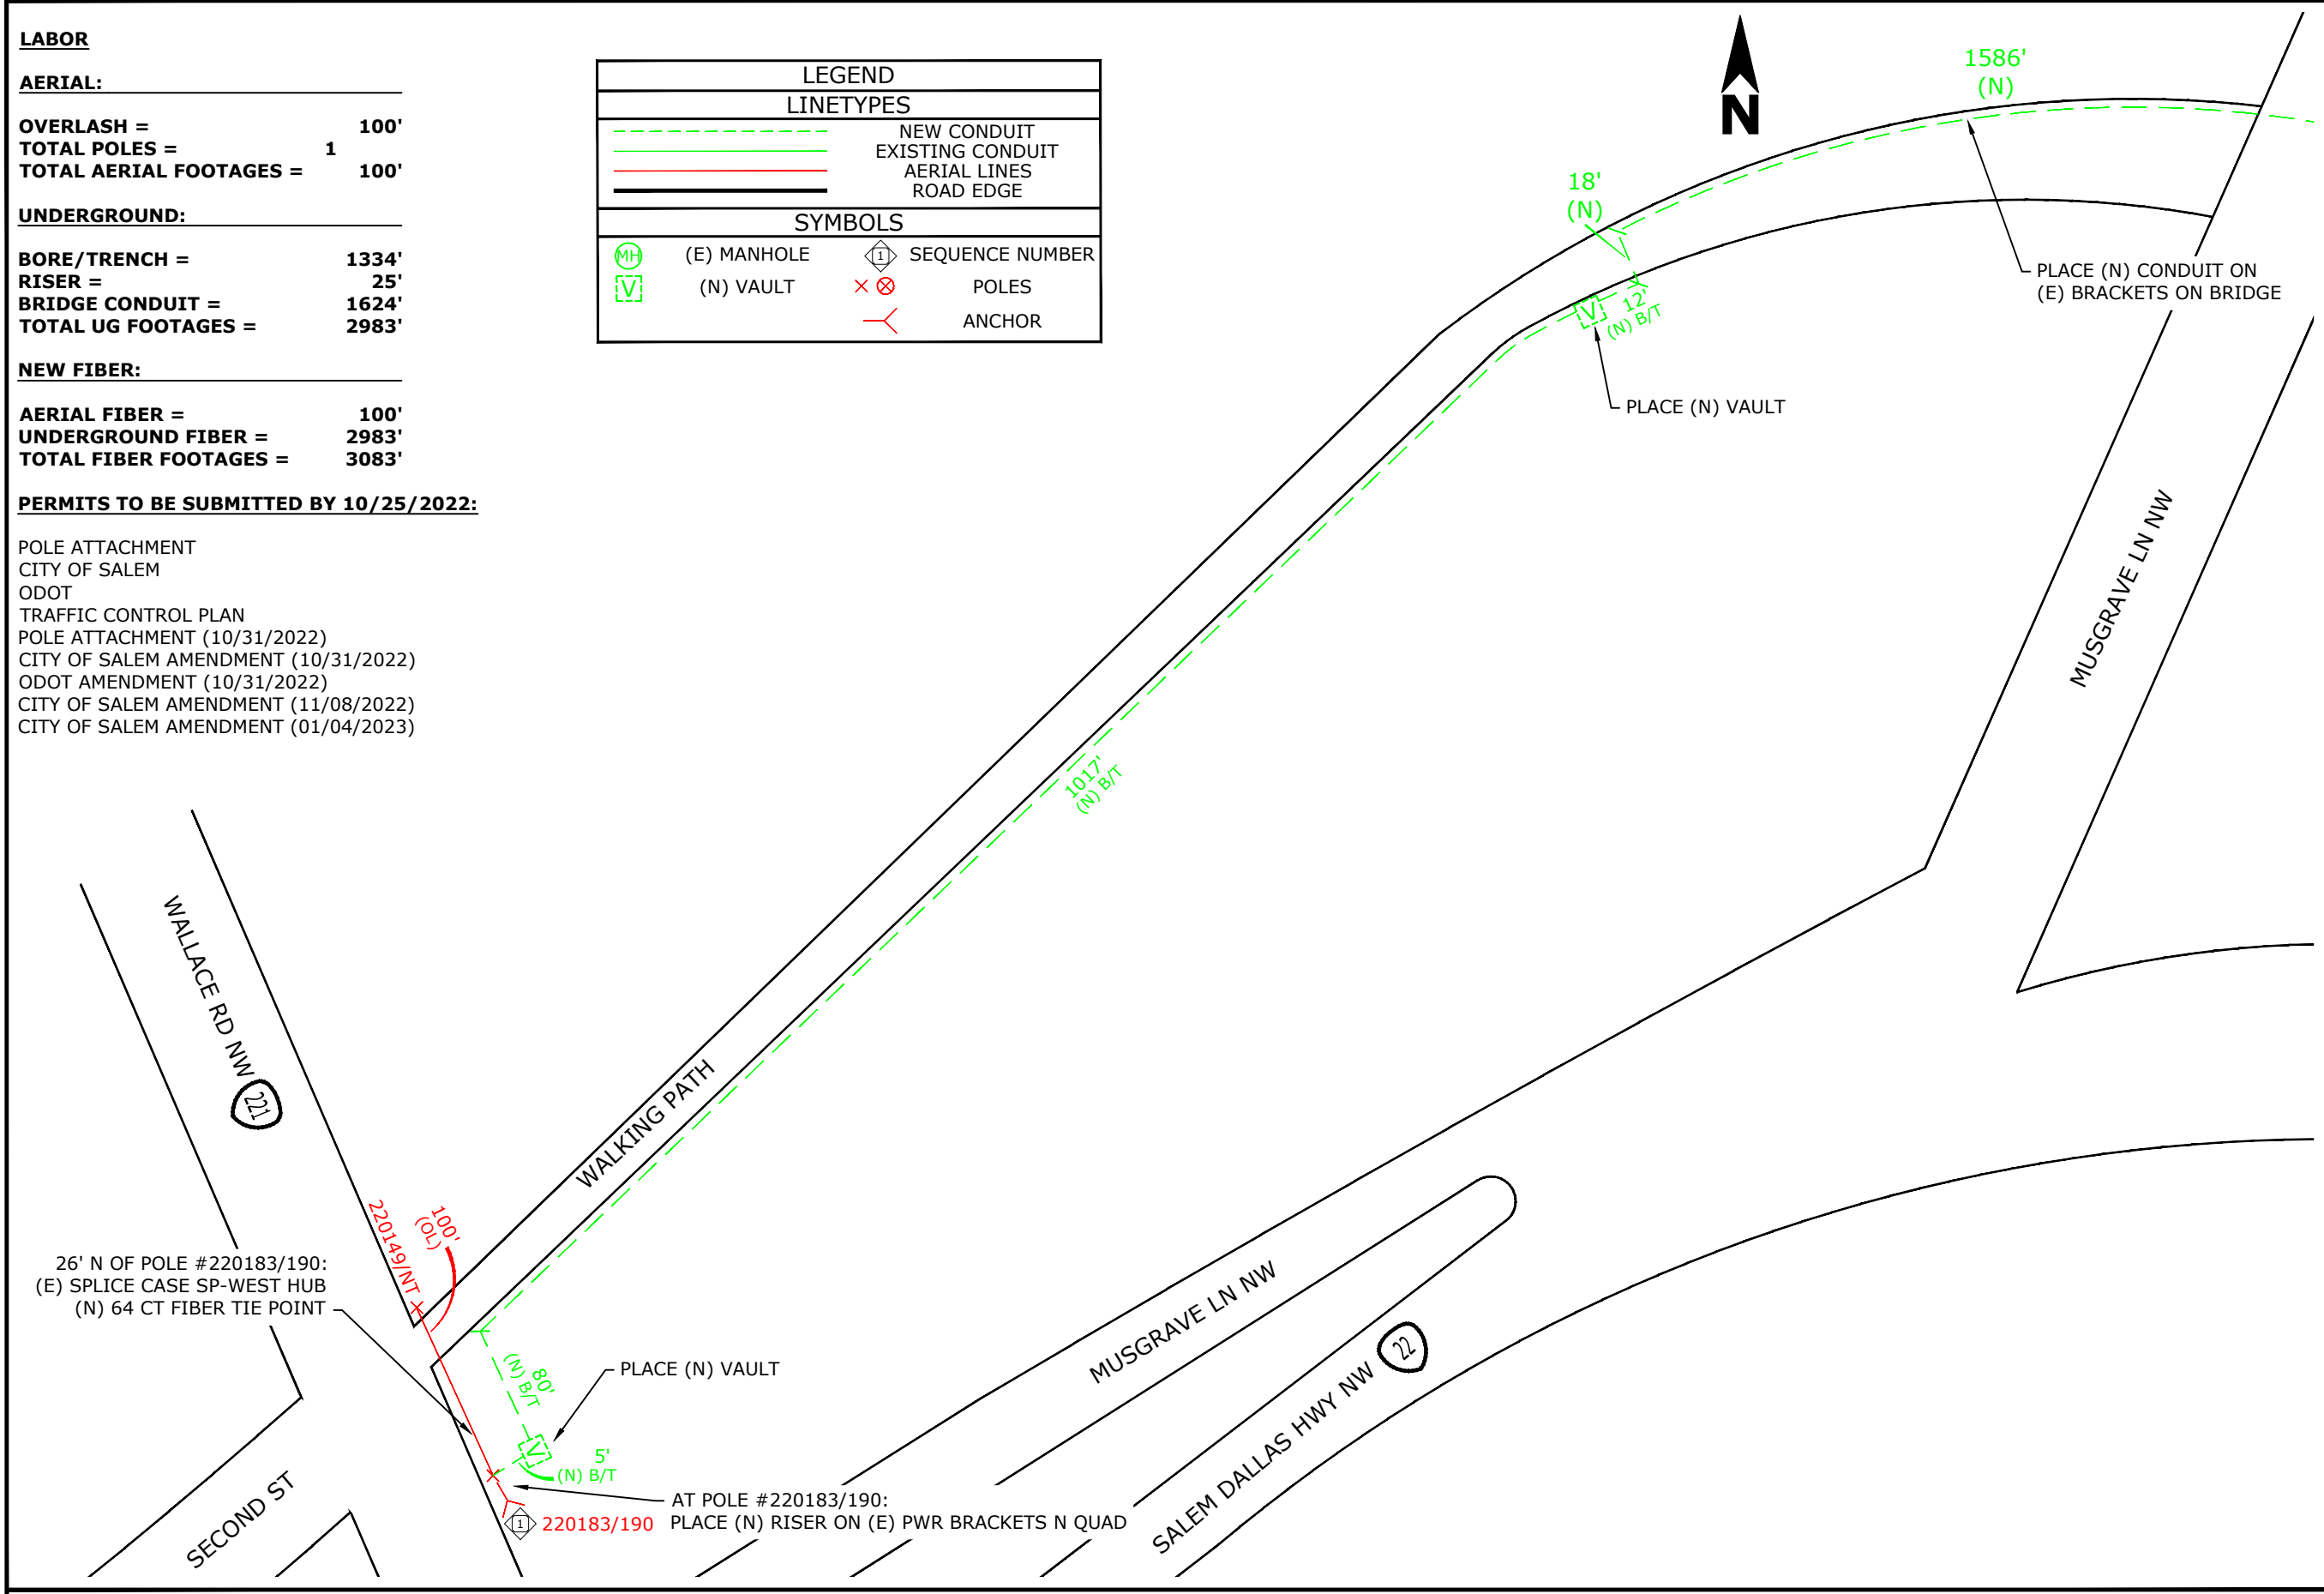 LABOR
AERIAL:
OVERLASH = 100'
TOTAL POLES = 1
TOTAL AERIAL FOOTAGES = 100'
UNDERGROUND:
BORE/TRENCH = 1334'
RISER = 25'
BRIDGE CONDUIT = 1624'
TOTAL UG FOOTAGES = 2983'
NEW FIBER:
AERIAL FIBER = 100'
UNDERGROUND FIBER = 2983'
TOTAL FIBER FOOTAGES = 3083'
PERMITS TO BE SUBMITTED BY 10/25/2022:
POLE ATTACHMENT
CITY OF SALEM
ODOT
TRAFFIC CONTROL PLAN
POLE ATTACHMENT (10/31/2022)
CITY OF SALEM AMENDMENT (10/31/2022)
ODOT AMENDMENT (10/31/2022)
CITY OF SALEM AMENDMENT (11/08/2022)
CITY OF SALEM AMENDMENT (01/04/2023)
LEGEND
LINETYPES
NEW CONDUIT
EXISTING CONDUIT
AERIAL LINES
ROAD EDGE
SYMBOLS
MH (E) MANHOLE
1 SEQUENCE NUMBER
V (N) VAULT
POLES
ANCHOR
N
1586'
(N)
18'
(N)
PLACE (N) CONDUIT ON
(E) BRACKETS ON BRIDGE
V
12'
(N) B/T
PLACE (N) VAULT
MUSGRAVE LN NW
1017'
(N) B/T
WALLACE RD NW
221
WALKING PATH
220149/NT
100'
(OL)
26' N OF POLE #220183/190:
(E) SPLICE CASE SP-WEST HUB
(N) 64 CT FIBER TIE POINT
80'
(N) B/T
PLACE (N) VAULT
V
5'
(N) B/T
MUSGRAVE LN NW
SALEM DALLAS HWY NW
22
AT POLE #220183/190:
PLACE (N) RISER ON (E) PWR BRACKETS N QUAD
1
220183/190
SECOND ST